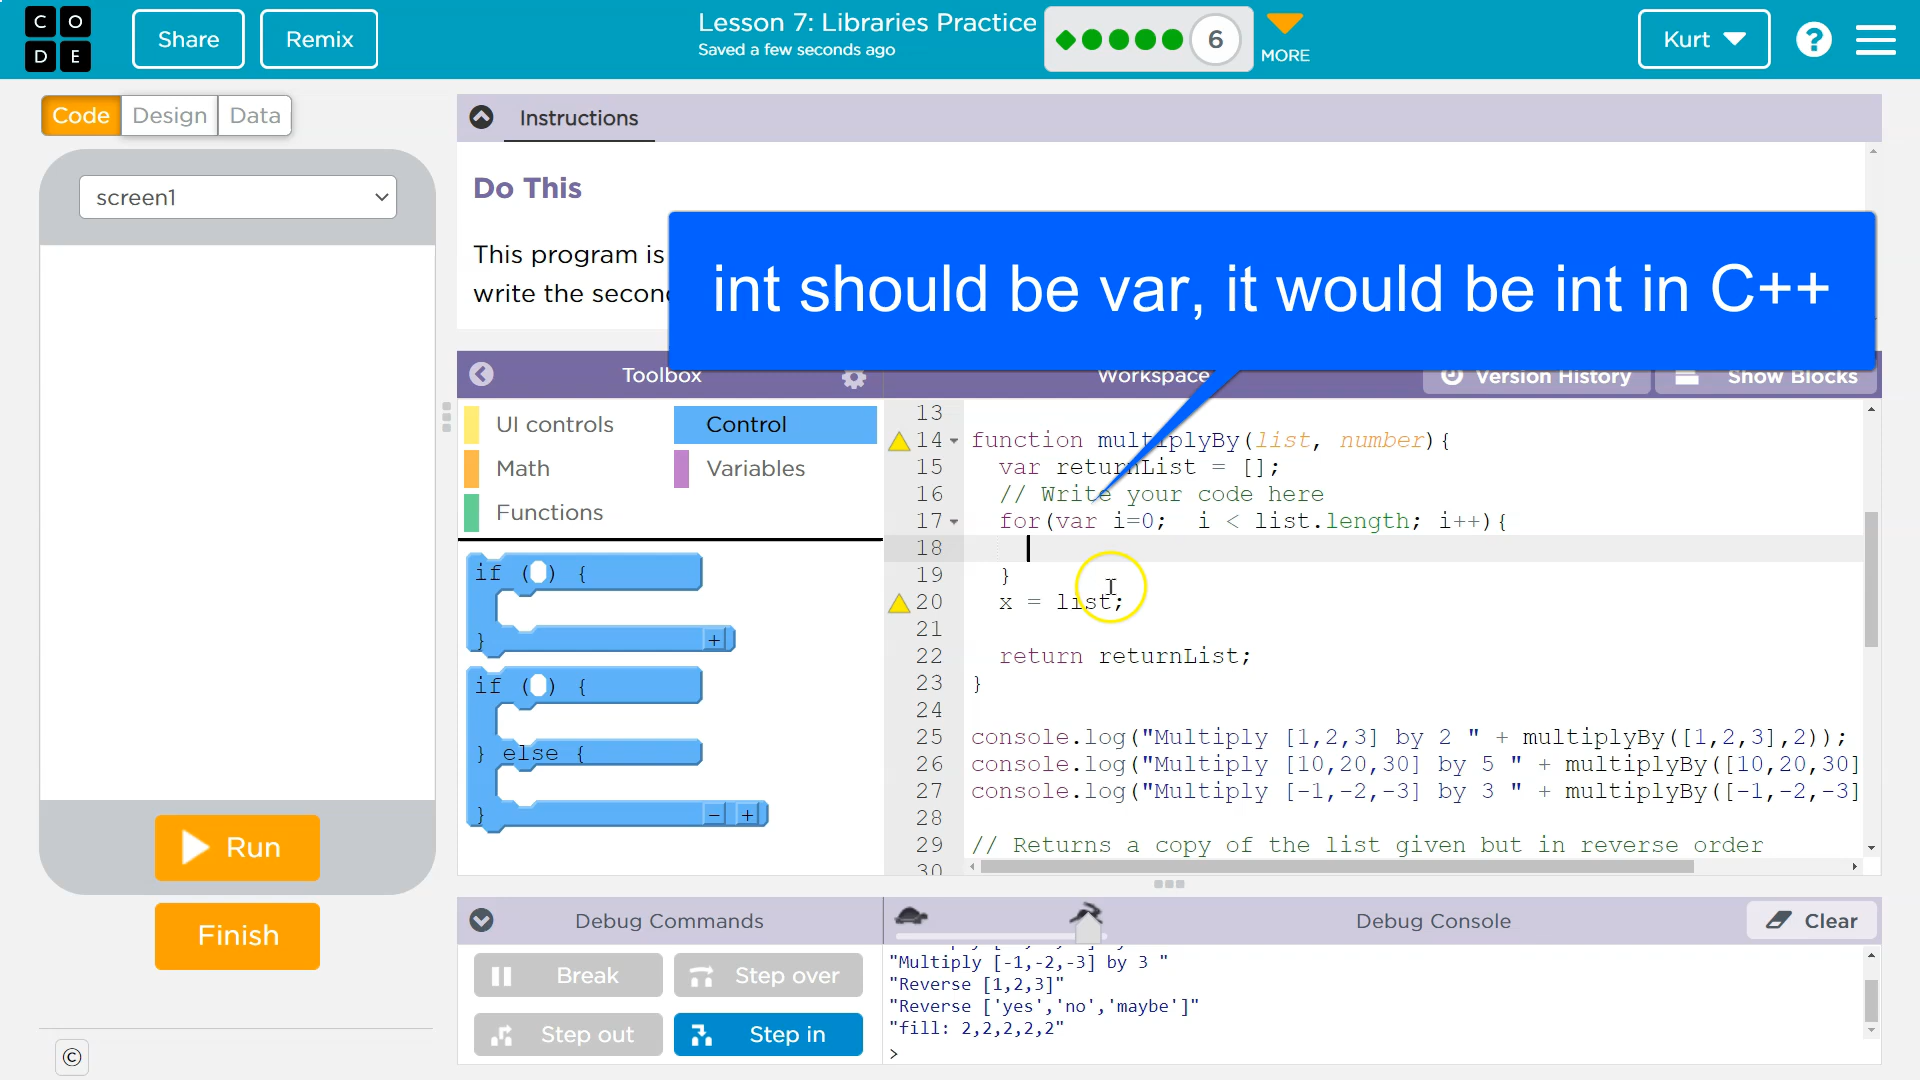 C O
D E
Share
Remix
Lesson 7: Libraries Practice
Saved a few seconds ago
6
MORE
Kurt
?
Code
Design
Data
Instructions
screen1
Do This
This program is
write the second
int should be var, it would be int in C++
Toolbox
Workspace
Version History
Show Blocks
UI controls
Control
Math
Variables
Functions
if ( ) {
}
+
if ( ) {
} else {
}
- +
13
14 function multiplyBy(list, number){
15 var returnList = [];
16 // Write your code here
17 for(var i=0; i < list.length; i++){
18
19 }
20 x = list;
21
22 return returnList;
23 }
24
25 console.log("Multiply [1,2,3] by 2 " + multiplyBy([1,2,3],2));
26 console.log("Multiply [10,20,30] by 5 " + multiplyBy([10,20,30]
27 console.log("Multiply [-1,-2,-3] by 3 " + multiplyBy([-1,-2,-3]
28
29 // Returns a copy of the list given but in reverse order
30
Run
Finish
©
Debug Commands
Debug Console
Clear
Break
Step over
Step out
Step in
"Multiply [-1,-2,-3] by 3 "
"Reverse [1,2,3]"
"Reverse ['yes','no','maybe']"
"fill: 2,2,2,2,2"
>